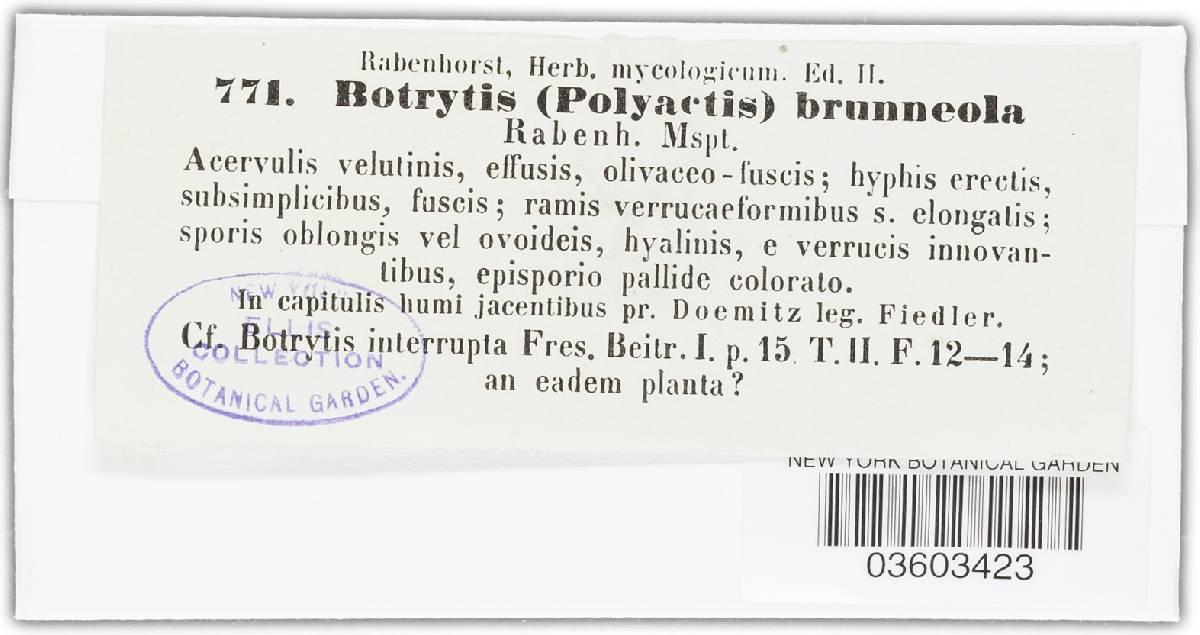 Rabenhorst, Herb. mycologicum. Ed. II.
771. Botrytis (Polyactis) brunneola
Rabenh. Mspt.
Acervulis velutinis, effusis, olivaceo-fuscis; hyphis erectis,
subsimplicibus, fuscis; ramis verrucaeformibus s. elongatis;
sporis oblongis vel ovoideis, hyalinis, e verrucis innovan-
tibus, episporio pallide colorato.
In capitulis humi jacentibus pr. Doemitz leg. Fiedler.
Cf. Botrytis interrupta Fres. Beitr. I. p. 15. T. II. F. 12—14;
an eadem planta?
NEW YORK
ELLIS
COLLECTION
BOTANICAL GARDEN.
NEW YORK BOTANICAL GARDEN
03603423